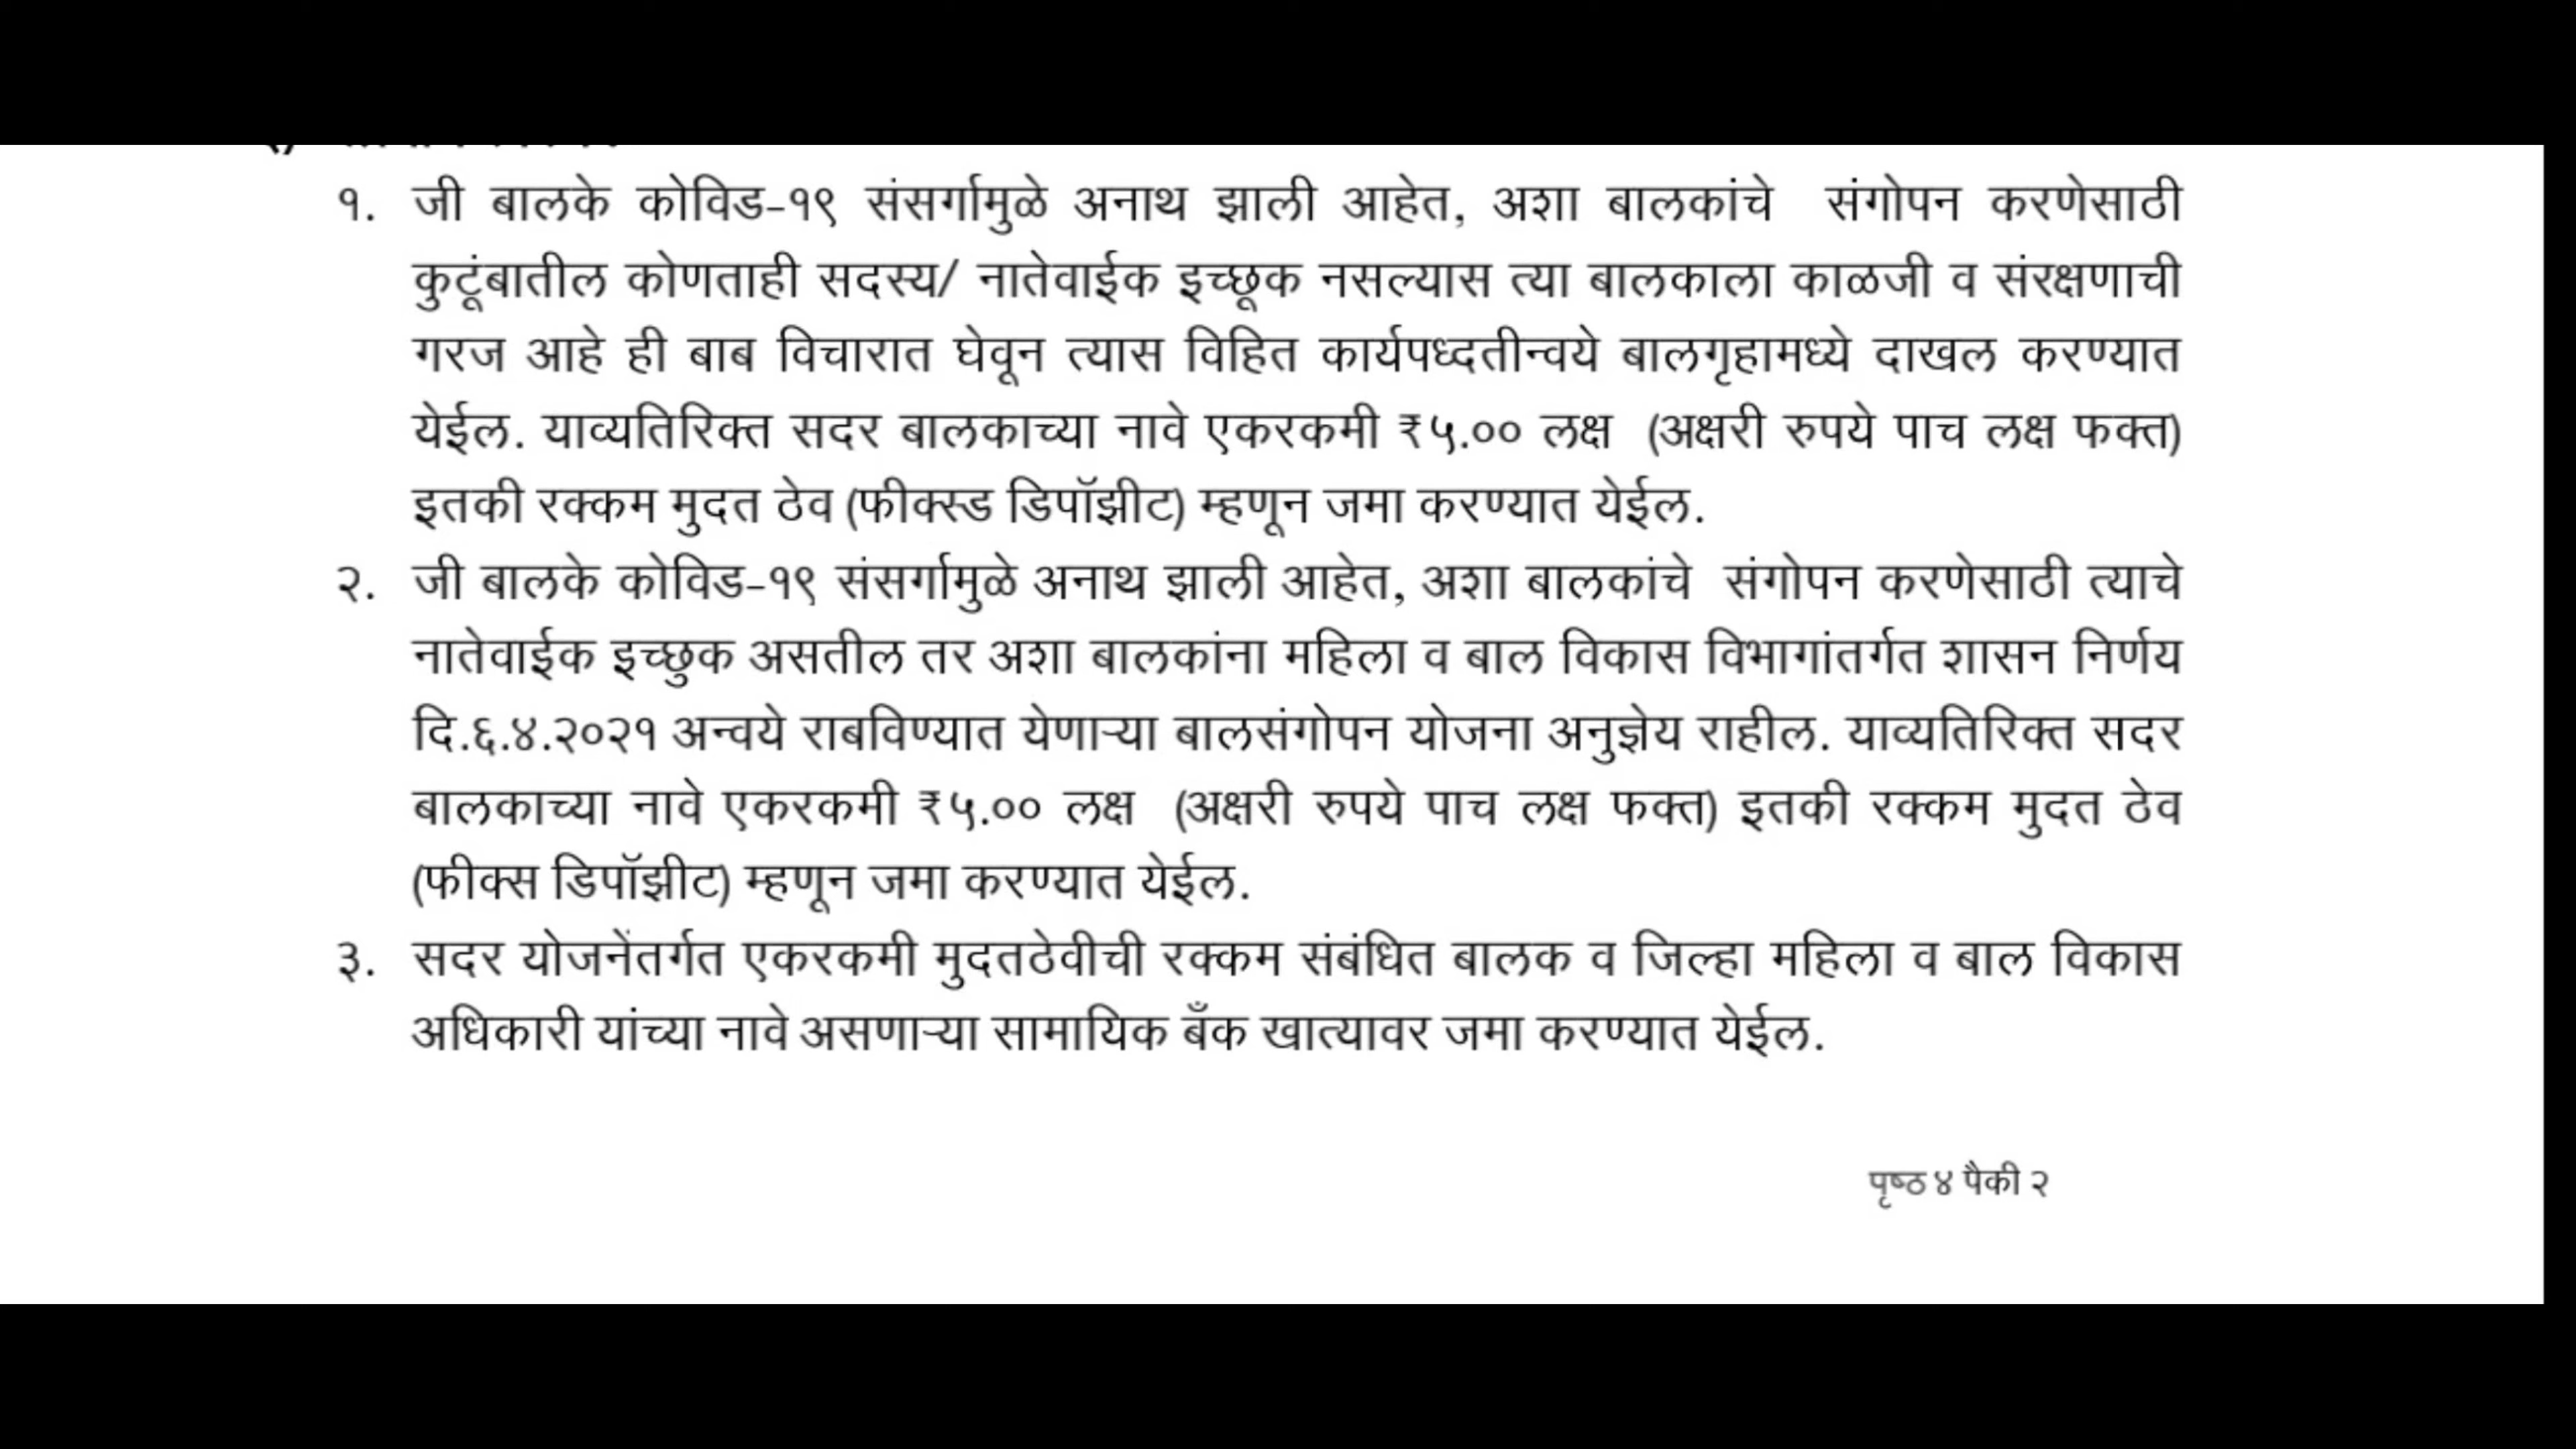 १. जी बालके कोविड-१९ संसर्गामुळे अनाथ झाली आहेत, अशा बालकांचे संगोपन करणेसाठी
कुटूंबातील कोणताही सदस्य/ नातेवाईक इच्छूक नसल्यास त्या बालकाला काळजी व संरक्षणाची
गरज आहे ही बाब विचारात घेवून त्यास विहित कार्यपध्दतीन्वये बालगृहामध्ये दाखल करण्यात
येईल. याव्यतिरिक्त सदर बालकाच्या नावे एकरकमी ₹५.०० लक्ष (अक्षरी रुपये पाच लक्ष फक्त)
इतकी रक्कम मुदत ठेव (फीक्स्ड डिपॉझीट) म्हणून जमा करण्यात येईल.
२. जी बालके कोविड-१९ संसर्गामुळे अनाथ झाली आहेत, अशा बालकांचे संगोपन करणेसाठी त्याचे
नातेवाईक इच्छुक असतील तर अशा बालकांना महिला व बाल विकास विभागांतर्गत शासन निर्णय
दि.६.४.२०२१ अन्वये राबविण्यात येणाऱ्या बालसंगोपन योजना अनुज्ञेय राहील. याव्यतिरिक्त सदर
बालकाच्या नावे एकरकमी ₹५.०० लक्ष (अक्षरी रुपये पाच लक्ष फक्त) इतकी रक्कम मुदत ठेव
(फीक्स डिपॉझीट) म्हणून जमा करण्यात येईल.
३. सदर योजनेंतर्गत एकरकमी मुदतठेवीची रक्कम संबंधित बालक व जिल्हा महिला व बाल विकास
अधिकारी यांच्या नावे असणाऱ्या सामायिक बँक खात्यावर जमा करण्यात येईल.
पृष्ठ ४ पैकी २